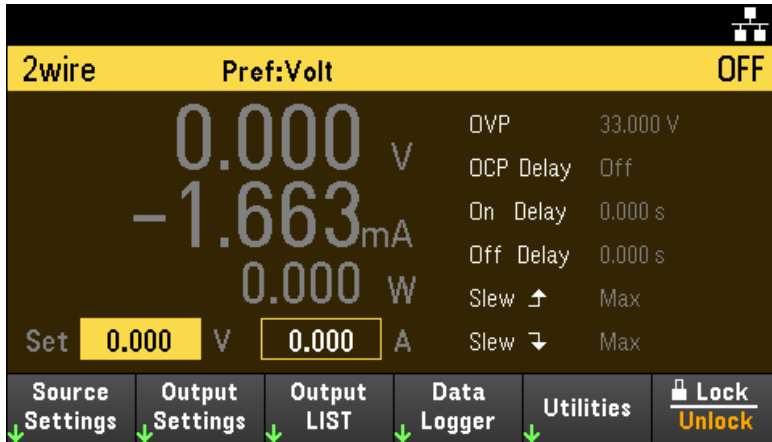 2wire Pref:Volt OFF
0.000 V
-1.663 mA
0.000 W
Set 0.000 V 0.000 A
OVP 33.000 V
OCP Delay Off
On Delay 0.000 s
Off Delay 0.000 s
Slew Max
Slew Max
Source Settings
Output Settings
Output LIST
Data Logger
Utilities
Lock
Unlock